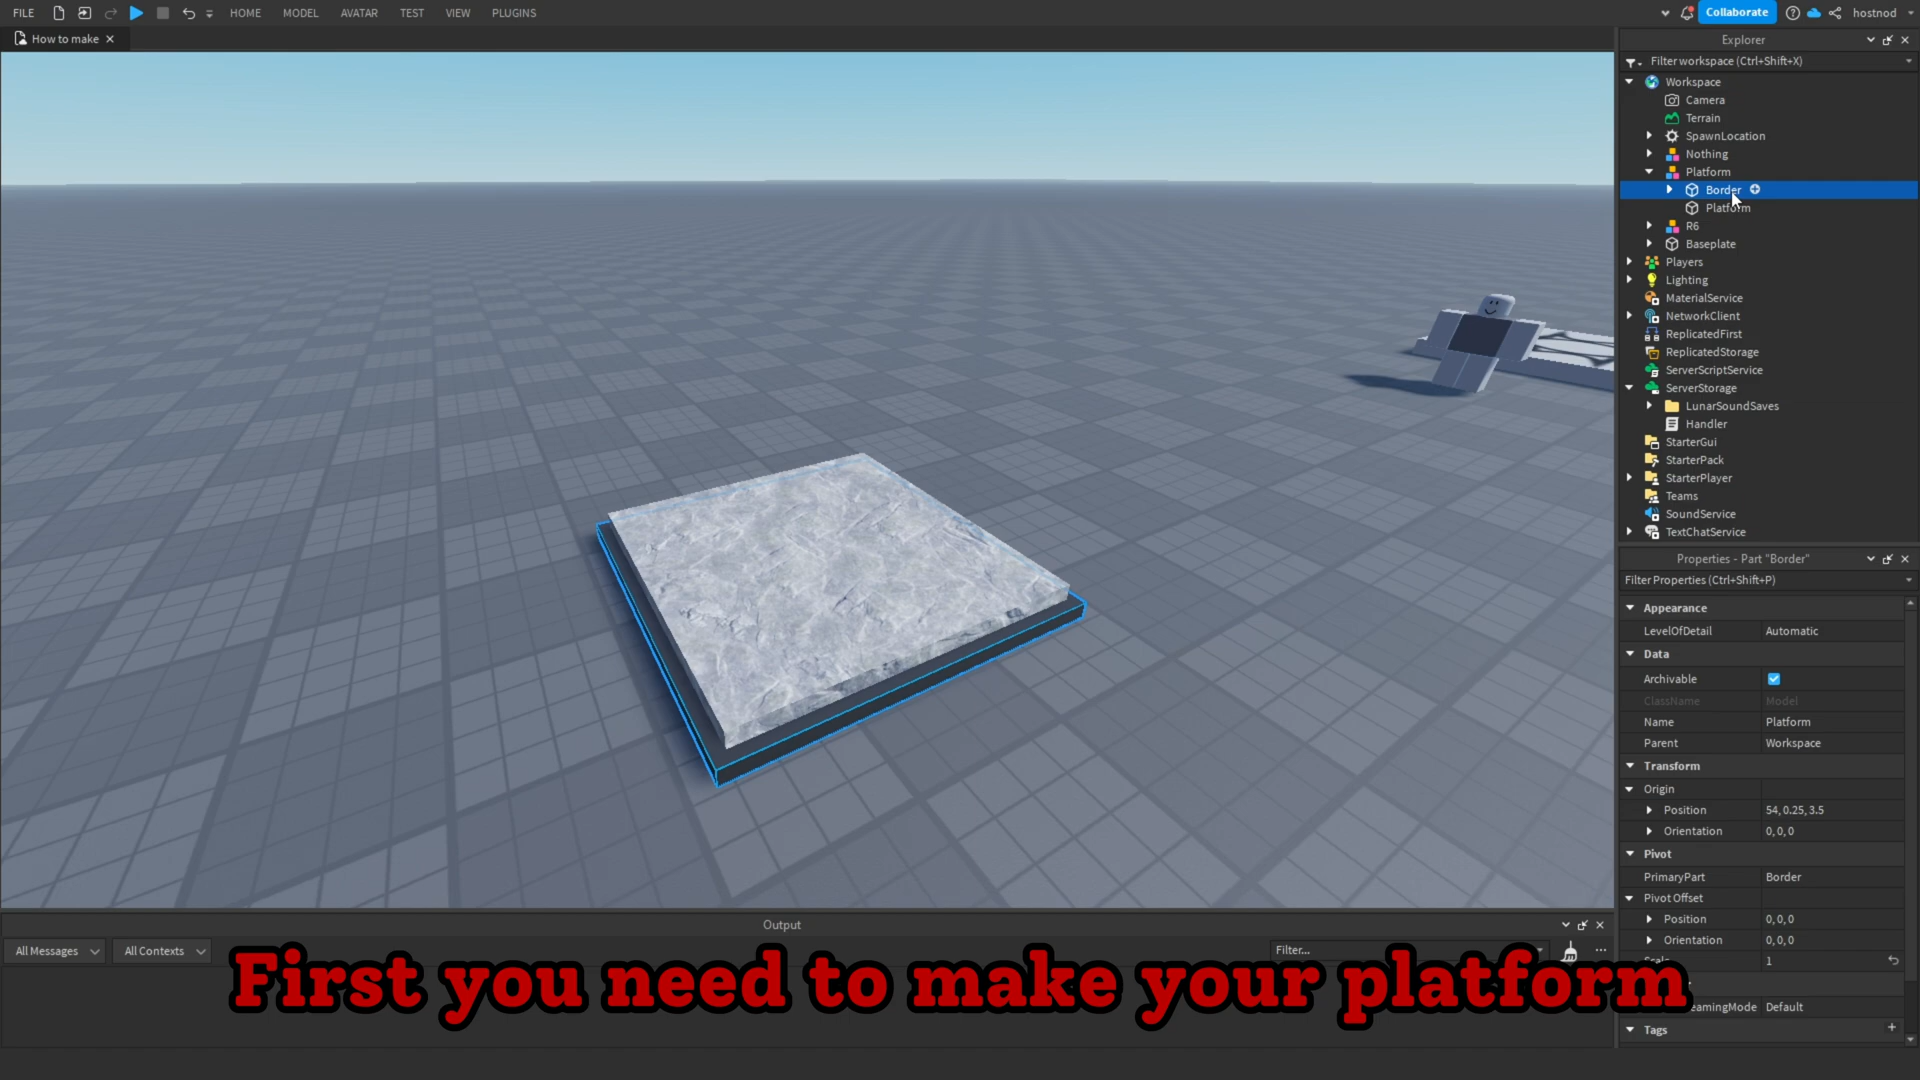 FILE HOME MODEL AVATAR TEST VIEW PLUGINS Collaborate hostnod
How to make
Explorer
Filter workspace (Ctrl+Shift+X)
Workspace
Camera
Terrain
SpawnLocation
Nothing
Platform
Border
Platform
R6
Baseplate
Players
Lighting
MaterialService
NetworkClient
ReplicatedFirst
ReplicatedStorage
ServerScriptService
ServerStorage
LunarSoundSaves
Handler
StarterGui
StarterPack
StarterPlayer
Teams
SoundService
TextChatService
Properties - Part "Border"
Filter Properties (Ctrl+Shift+P)
Appearance
LevelOfDetail Automatic
Data
Archivable
ClassName Model
Name Platform
Parent Workspace
Transform
Origin
Position 54, 0.25, 3.5
Orientation 0, 0, 0
Pivot
PrimaryPart Border
Pivot Offset
Position 0, 0, 0
Orientation 0, 0, 0
Scale 1
eamingMode Default
Tags
Output
All Messages All Contexts Filter...
First you need to make your platform